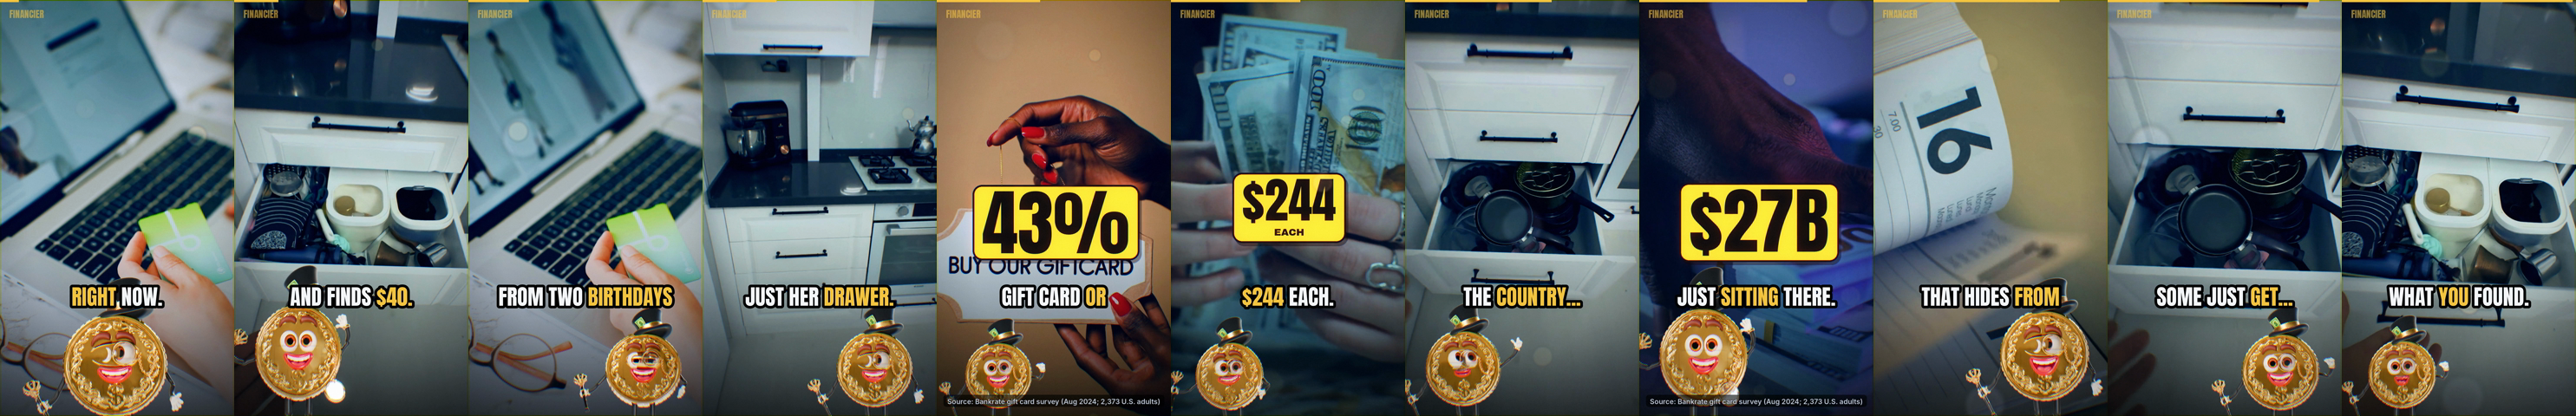 FINANCIER
RIGHT NOW.
FINANCIER
AND FINDS $40.
FINANCIER
FROM TWO BIRTHDAYS
FINANCIER
JUST HER DRAWER.
FINANCIER
43%
BUY OUR GIFTCARD
GIFT CARD OR
Source: Bankrate gift card survey (Aug 2024; 2,373 U.S. adults)
FINANCIER
100
$244
EACH
$244 EACH.
FINANCIER
THE COUNTRY...
FINANCIER
$27B
JUST SITTING THERE.
Source: Bankrate gift card survey (Aug 2024; 2,373 U.S. adults)
FINANCIER
7.00
16
THAT HIDES FROM
FINANCIER
SOME JUST GET...
FINANCIER
WHAT YOU FOUND.